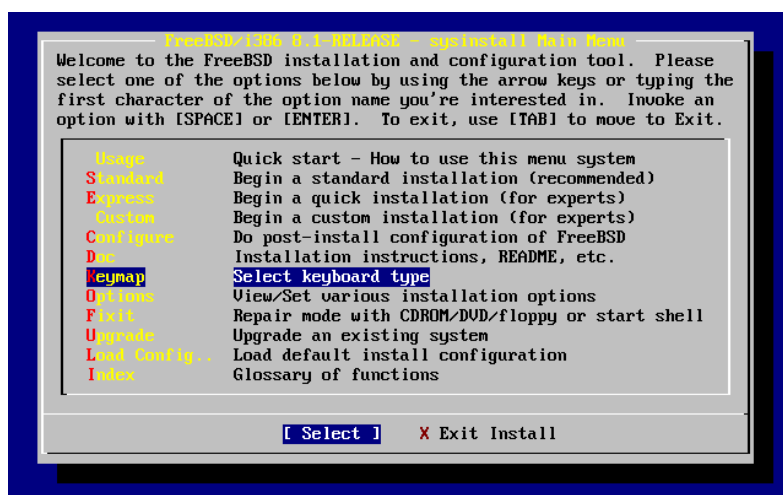 FreeBSD/i386 8.1-RELEASE - sysinstall Main Menu
Welcome to the FreeBSD installation and configuration tool.  Please
select one of the options below by using the arrow keys or typing the
first character of the option name you're interested in.  Invoke an
option with [SPACE] or [ENTER].  To exit, use [TAB] to move to Exit.
Usage Quick start - How to use this menu system
Standard Begin a standard installation (recommended)
Express Begin a quick installation (for experts)
Custom Begin a custom installation (for experts)
Configure Do post-install configuration of FreeBSD
Doc Installation instructions, README, etc.
Keymap Select keyboard type
Options View/Set various installation options
Fixit Repair mode with CDROM/DVD/floppy or start shell
Upgrade Upgrade an existing system
Load Config.. Load default install configuration
Index Glossary of functions
[ Select ] X Exit Install